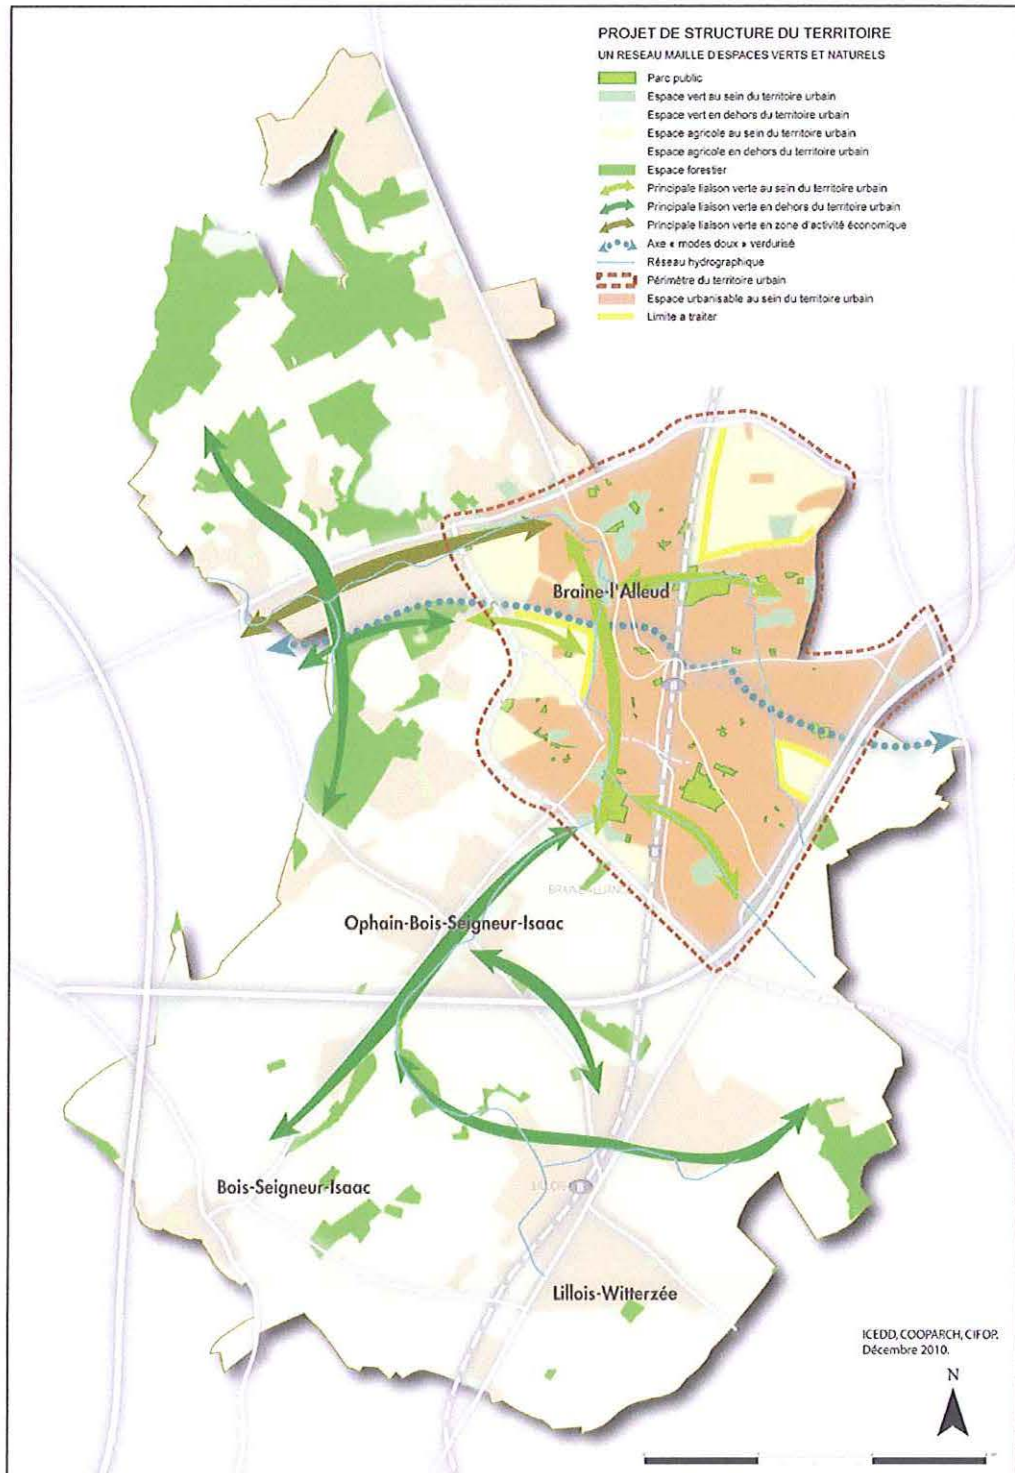 PROJET DE STRUCTURE DU TERRITOIRE
UN RESEAU MAILLE D'ESPACES VERTS ET NATURELS
Parc public
Espace vert au sein du territoire urbain
Espace vert en dehors du territoire urbain
Espace agricole au sein du territoire urbain
Espace agricole en dehors du territoire urbain
Espace forestier
Principale liaison verte au sein du territoire urbain
Principale liaison verte en dehors du territoire urbain
Principale liaison verte en zone d'activité économique
Axe « modes doux » verdurisé
Réseau hydrographique
Périmètre du territoire urbain
Espace urbanisable au sein du territoire urbain
Limite a traiter
Braine-l'Alleud
Ophain-Bois-Seigneur-Isaac
Bois-Seigneur-Isaac
Lillois-Witterzée
ICEDD, COOPARCH, CIFOP.
Décembre 2010.
N